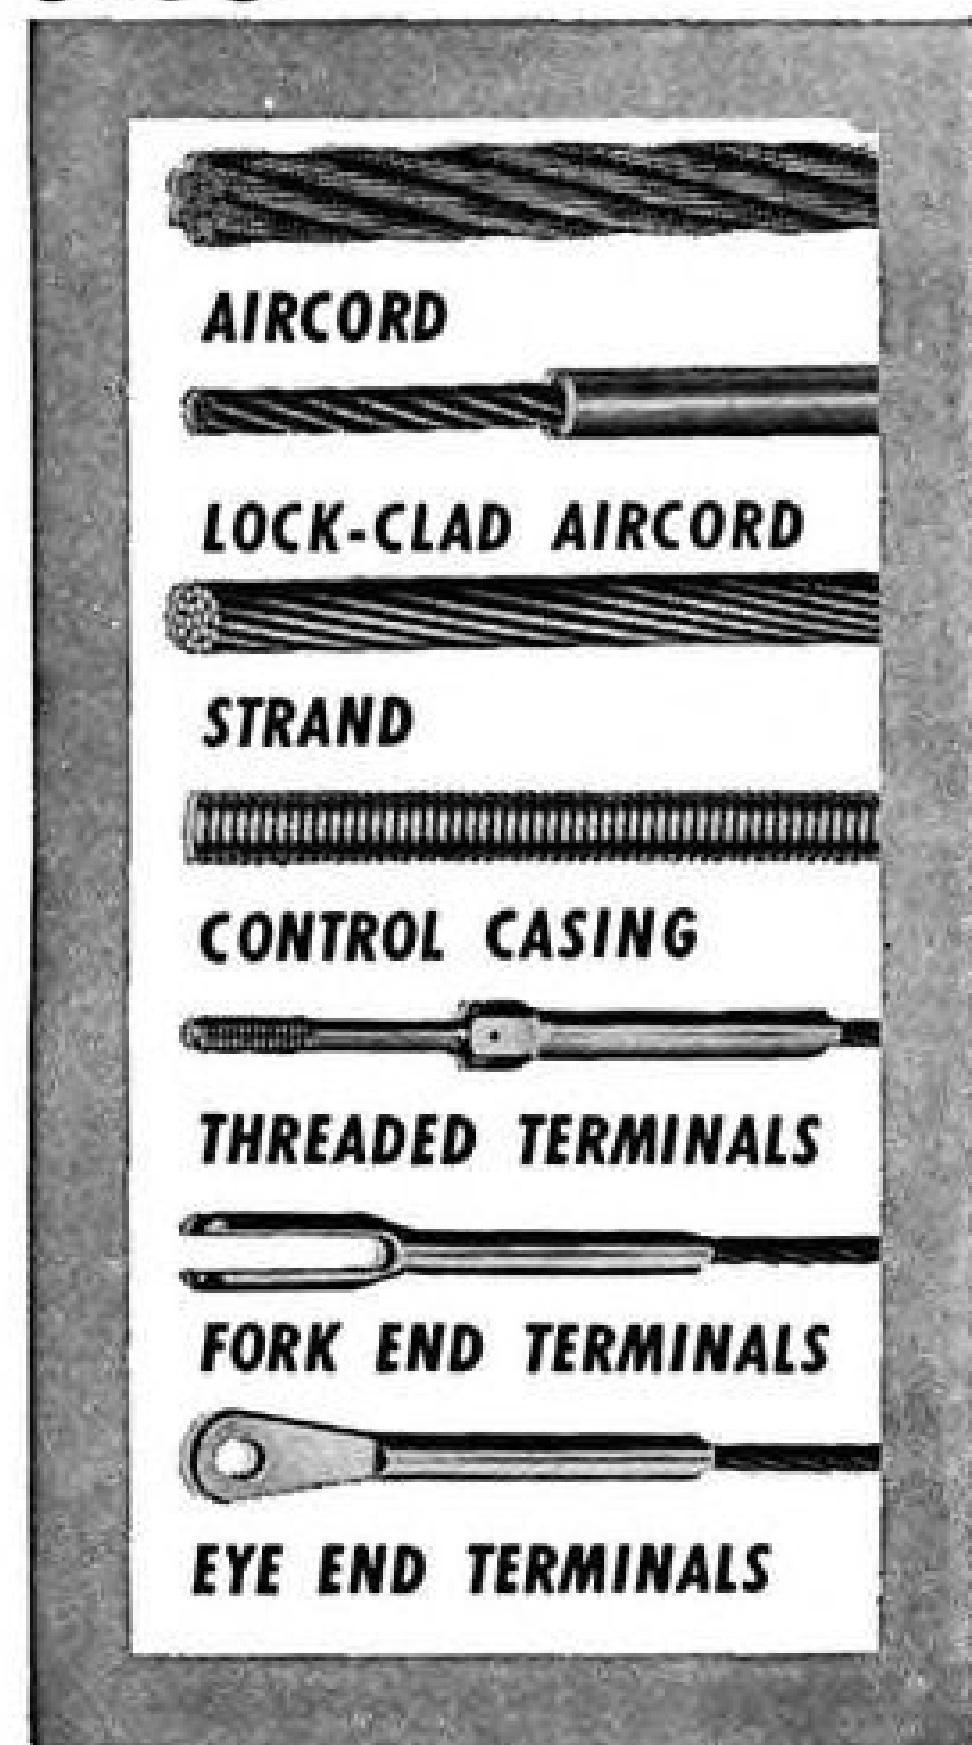 AIRCORD
LOCK-CLAD AIRCORD
STRAND
CONTROL CASING
THREADED TERMINALS
FORK END TERMINALS
EYE END TERMINALS